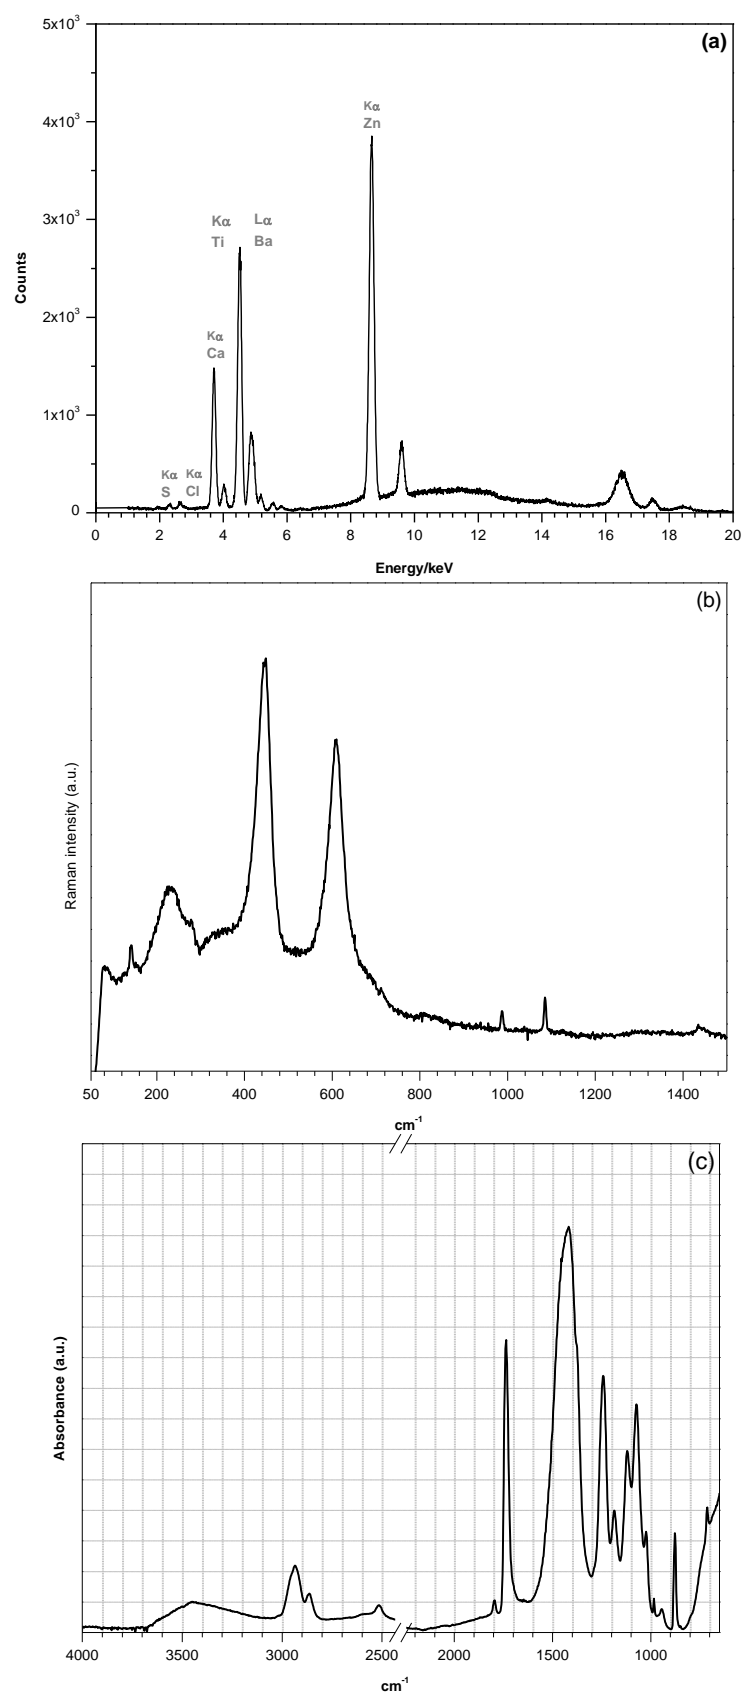 (a)
5x10³
4x10³
3x10³
2x10³
1x10³
0
Counts
Kα
Zn
Kα Lα
Ti Ba
Kα
Ca
Kα Kα
S Cl
0 2 4 6 8 10 12 14 16 18 20
Energy/keV
(b)
Raman intensity (a.u.)
50 200 400 600 800 1000 1200 1400
cm⁻¹
(c)
Absorbance (a.u.)
4000 3500 3000 2500 2000 1500 1000
cm⁻¹